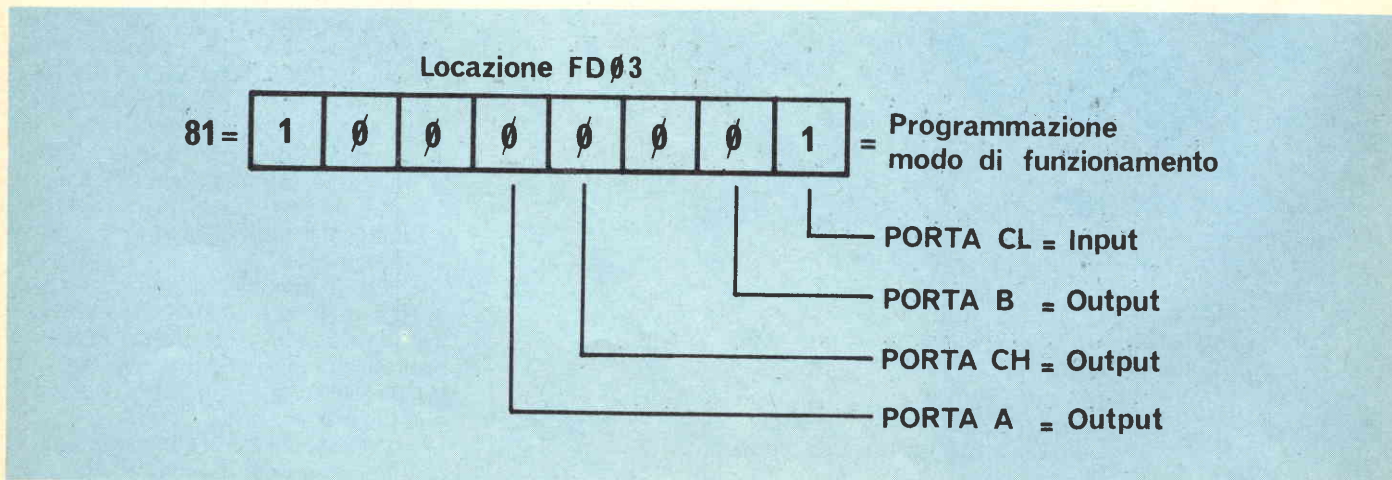 Locazione FDØ3
81 = 1 Ø Ø Ø Ø Ø Ø 1 = Programmazione
modo di funzionamento
PORTA CL = Input
PORTA B = Output
PORTA CH = Output
PORTA A = Output